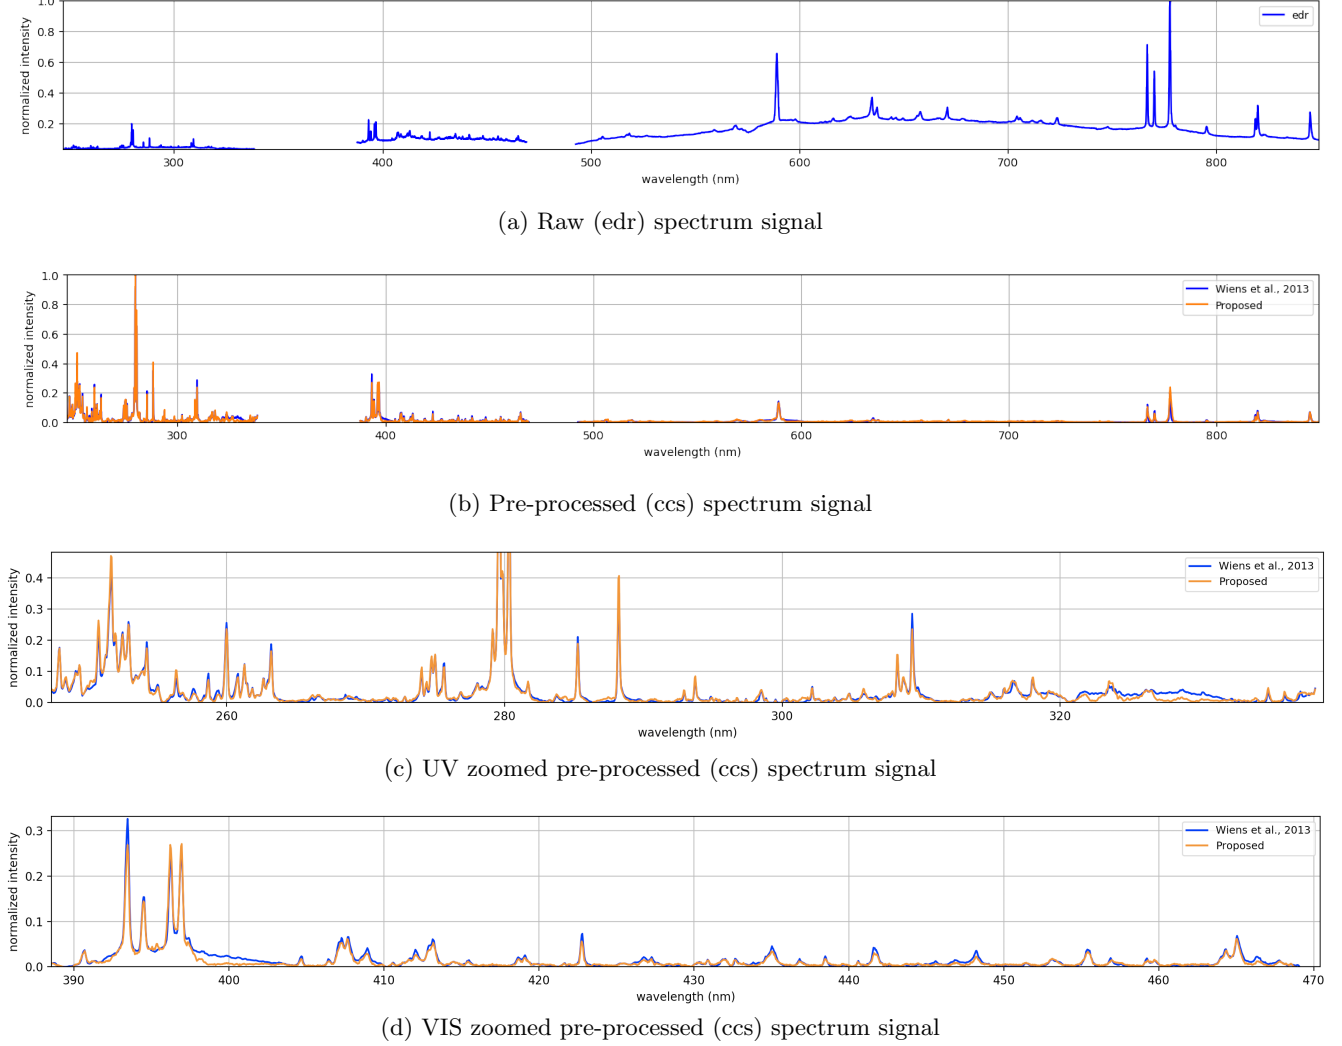 1.0
0.8
0.6
0.4
0.2
normalized intensity
edr
300
400
500
600
700
800
wavelength (nm)
(a) Raw (edr) spectrum signal
1.0
0.8
0.6
0.4
0.2
0.0
normalized intensity
Wiens et al., 2013
Proposed
300
400
500
600
700
800
wavelength (nm)
(b) Pre-processed (ccs) spectrum signal
0.4
0.3
0.2
0.1
0.0
normalized intensity
Wiens et al., 2013
Proposed
260
280
300
320
wavelength (nm)
(c) UV zoomed pre-processed (ccs) spectrum signal
0.3
0.2
0.1
0.0
normalized intensity
Wiens et al., 2013
Proposed
390
400
410
420
430
440
450
460
470
wavelength (nm)
(d) VIS zoomed pre-processed (ccs) spectrum signal